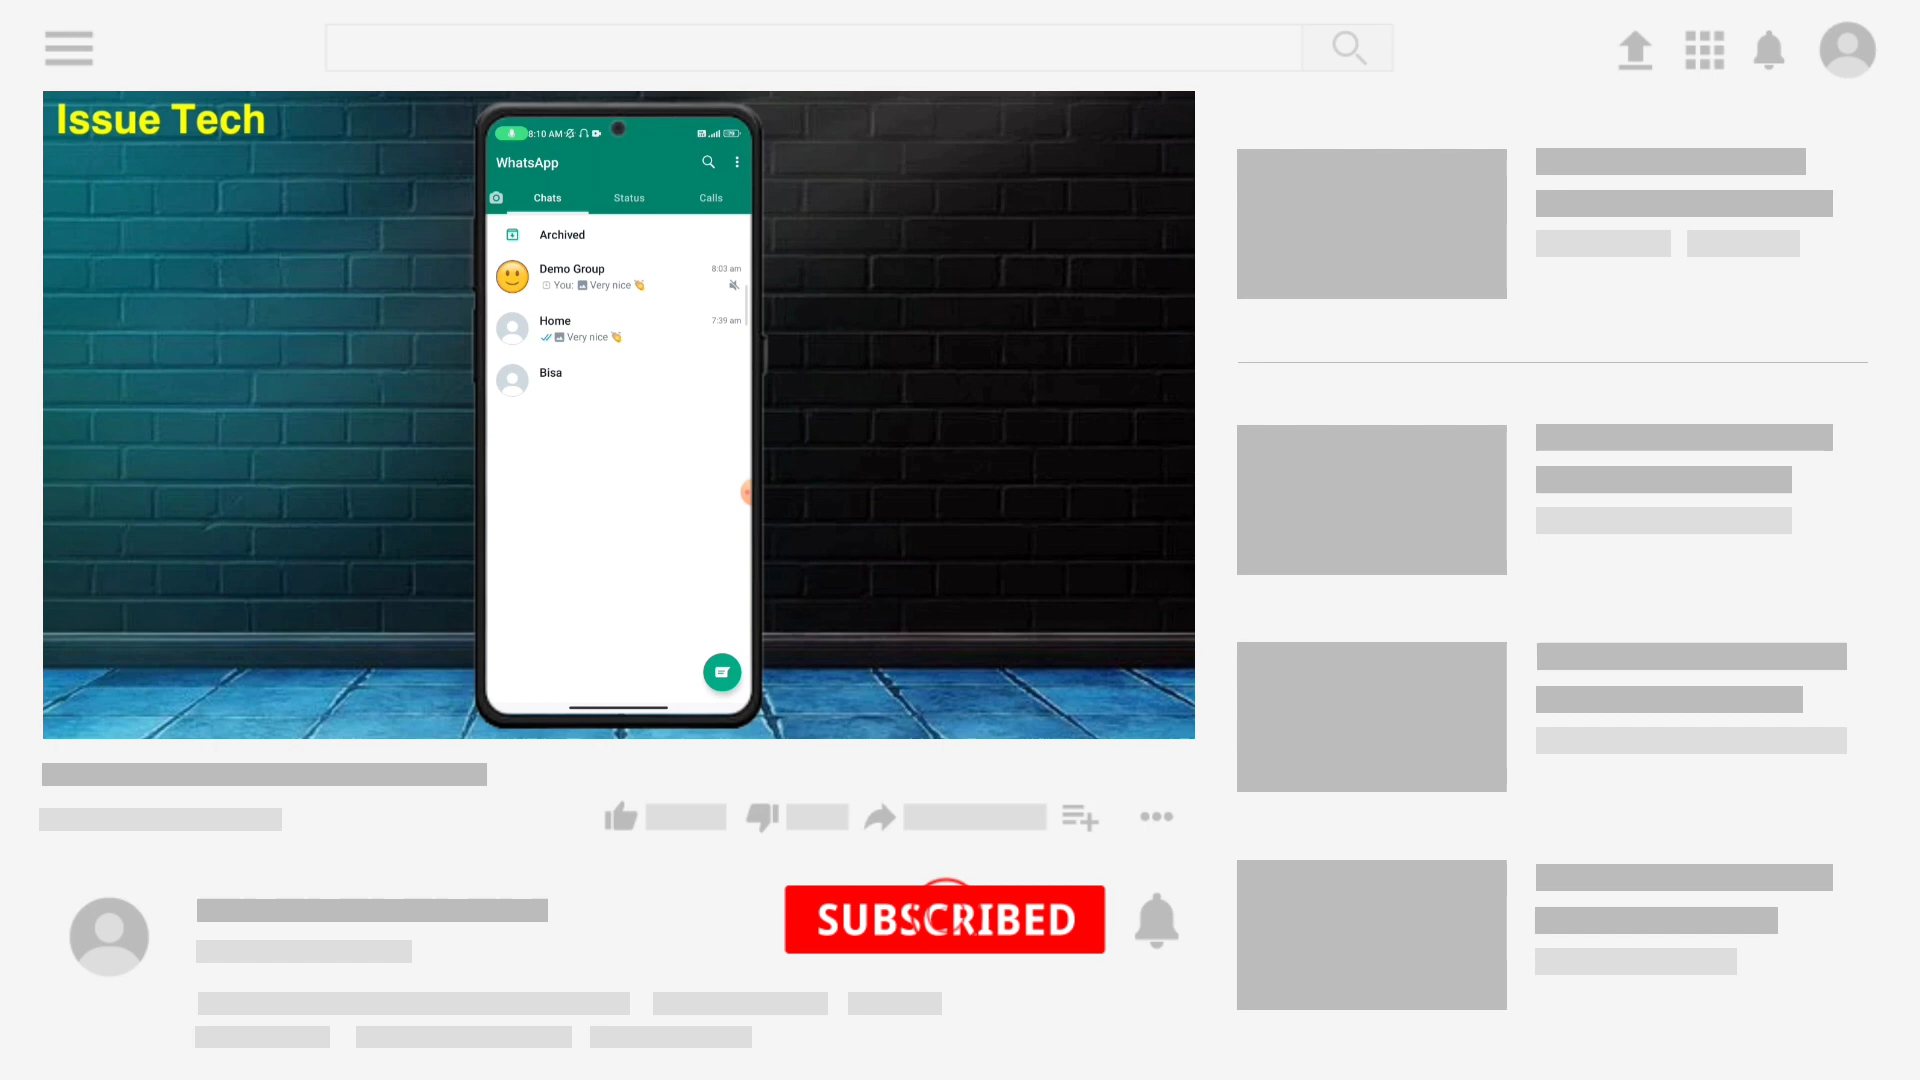 Issue Tech
8:10 AM
WhatsApp
Chats Status Calls
Archived
Demo Group 8:03 am
You: Very nice 👏
Home 7:39 am
Very nice 👏
Bisa
SUBSCRIBED